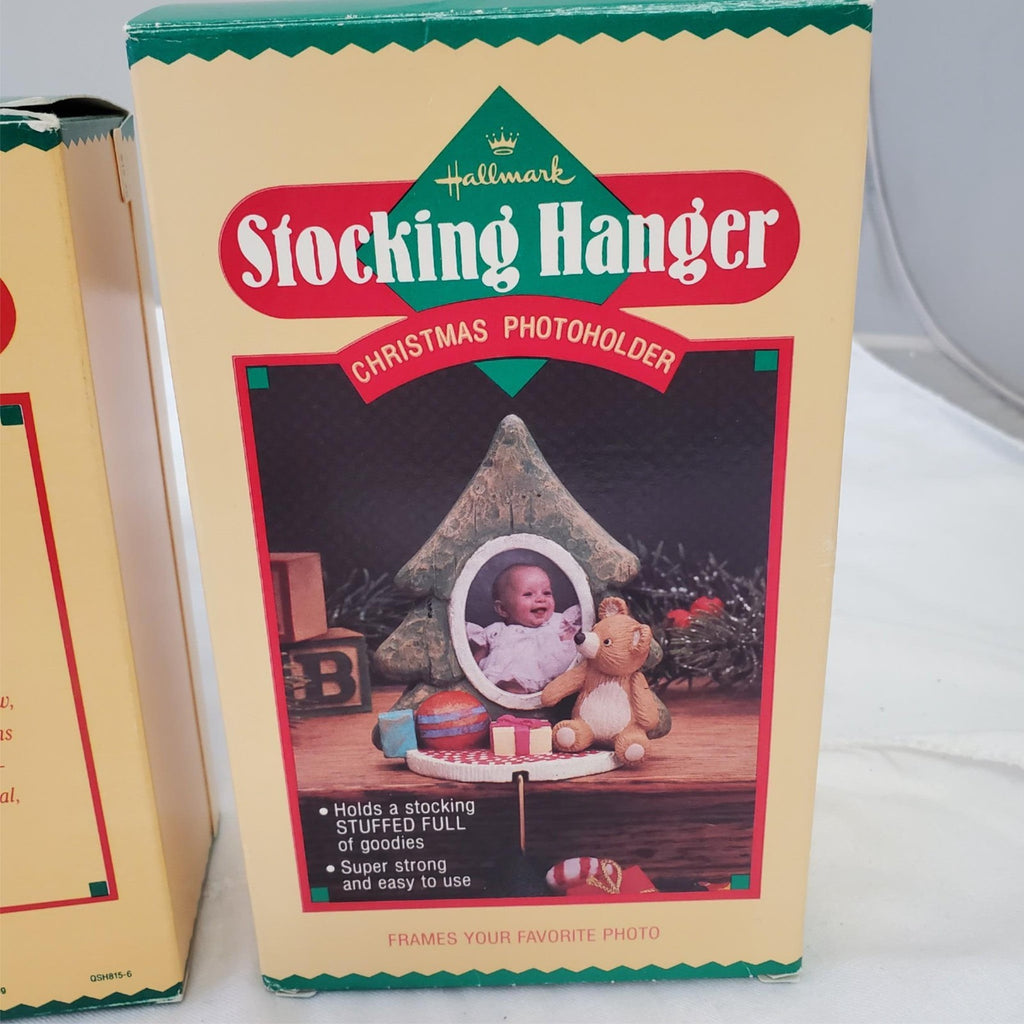 Hallmark
Stocking Hanger
CHRISTMAS PHOTOHOLDER
B
• Holds a stocking
STUFFED FULL
of goodies
• Super strong
and easy to use
FRAMES YOUR FAVORITE PHOTO
QSH815-6